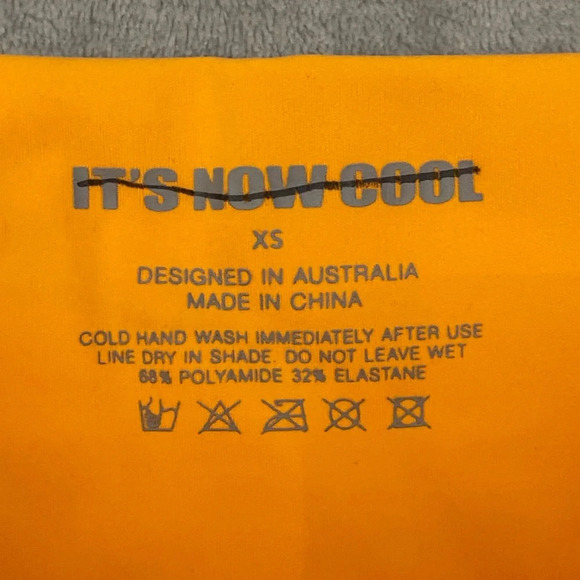 IT'S NOW COOL
XS
DESIGNED IN AUSTRALIA
MADE IN CHINA
COLD HAND WASH IMMEDIATELY AFTER USE
LINE DRY IN SHADE. DO NOT LEAVE WET
68% POLYAMIDE 32% ELASTANE